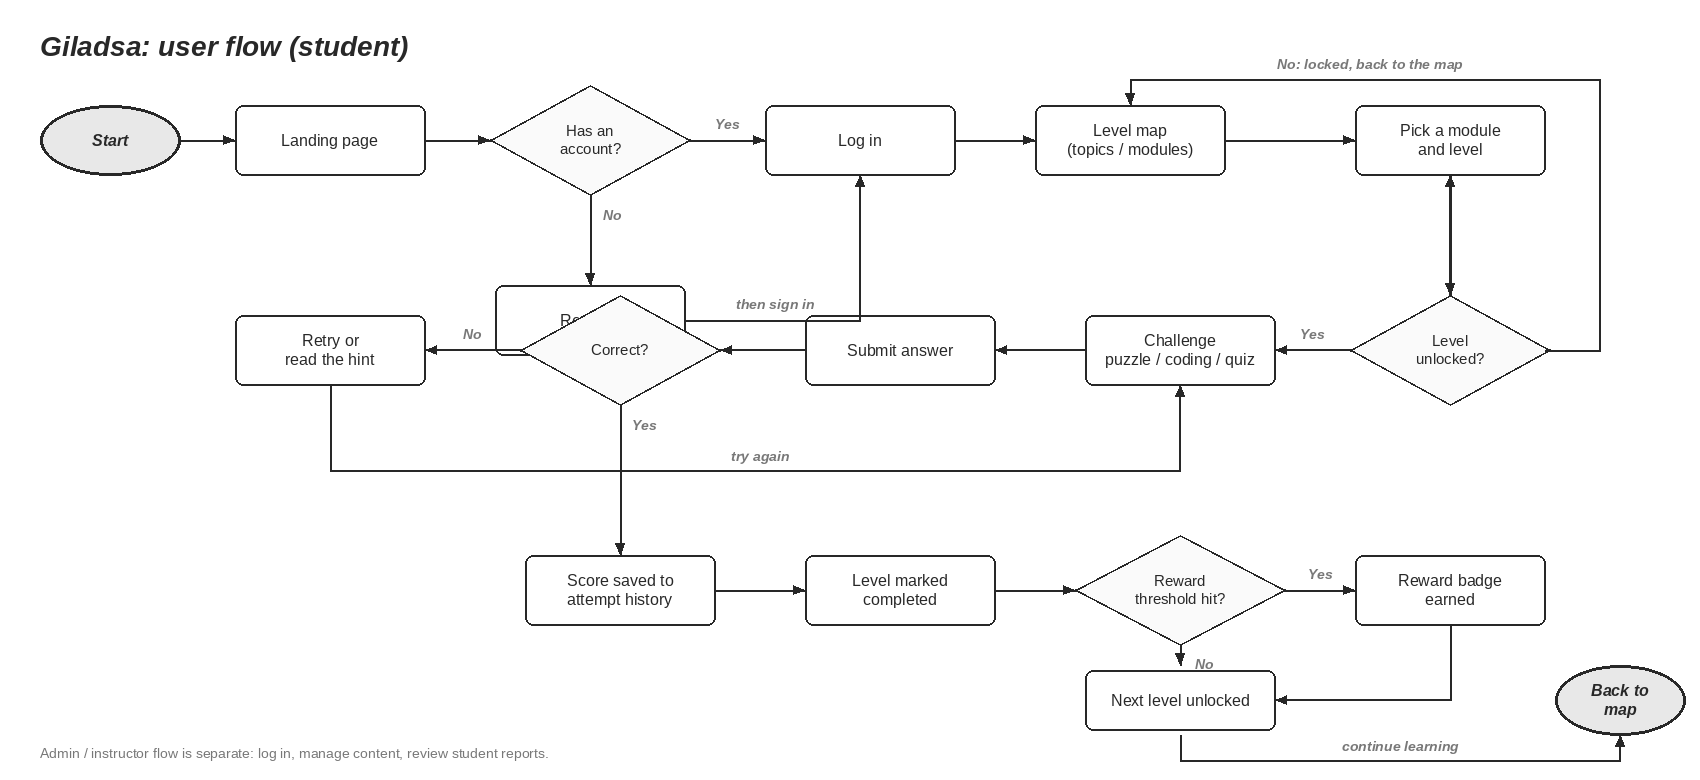 Giladsa: user flow (student)
No: locked, back to the map
Start
Landing page
Has an
account?
Yes
Log in
Level map
(topics / modules)
Pick a module
and level
No
then sign in
Retry or
read the hint
No
Correct?
Submit answer
Challenge
puzzle / coding / quiz
Yes
Level
unlocked?
Yes
try again
Score saved to
attempt history
Level marked
completed
Reward
threshold hit?
Yes
Reward badge
earned
No
Next level unlocked
Back to
map
continue learning
Admin / instructor flow is separate: log in, manage content, review student reports.